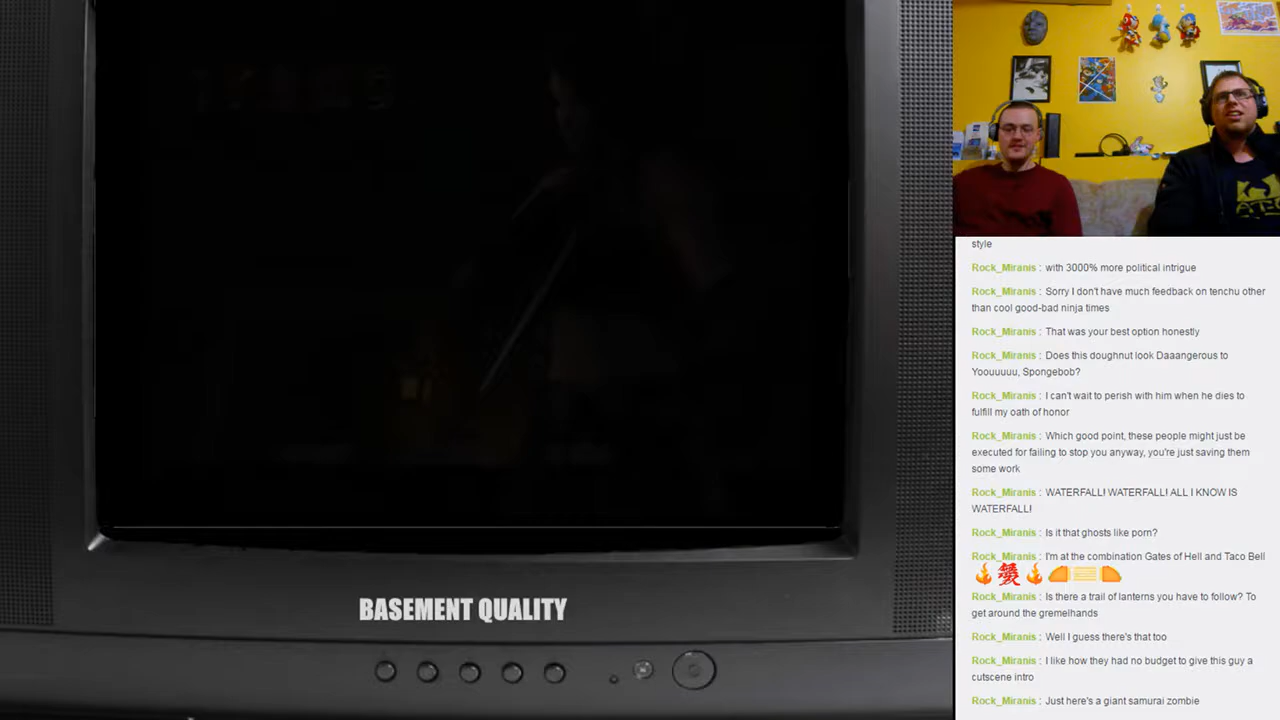 style
Rock_Miranis : with 3000% more political intrigue
Rock_Miranis : Sorry I don't have much feedback on tenchu other
than cool good-bad ninja times
Rock_Miranis : That was your best option honestly
Rock_Miranis : Does this doughnut look Daaangerous to
Yoouuuuu, Spongebob?
Rock_Miranis : I can't wait to perish with him when he dies to
fulfill my oath of honor
Rock_Miranis : Which good point, these people might just be
executed for failing to stop you anyway, you're just saving them
some work
Rock_Miranis : WATERFALL! WATERFALL! ALL I KNOW IS
WATERFALL!
Rock_Miranis : Is it that ghosts like porn?
Rock_Miranis : I'm at the combination Gates of Hell and Taco Bell
Rock_Miranis : Is there a trail of lanterns you have to follow? To
get around the gremelhands
Rock_Miranis : Well I guess there's that too
Rock_Miranis : I like how they had no budget to give this guy a
cutscene intro
Rock_Miranis : Just here's a giant samurai zombie
BASEMENT QUALITY